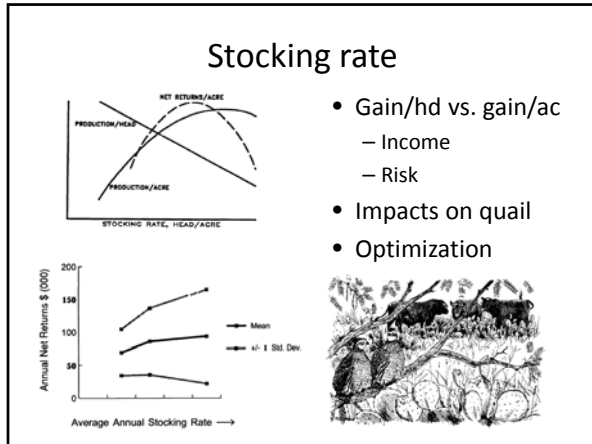 Stocking rate
NET RETURNS/ACRE
PRODUCTION/HEAD
PRODUCTION/ACRE
STOCKING RATE, HEAD/ACRE
• Gain/hd vs. gain/ac
– Income
– Risk
• Impacts on quail
• Optimization
Annual Net Returns $ (000)
200
150
100
50
0
Mean
+/- 1 Std. Dev.
Average Annual Stocking Rate →